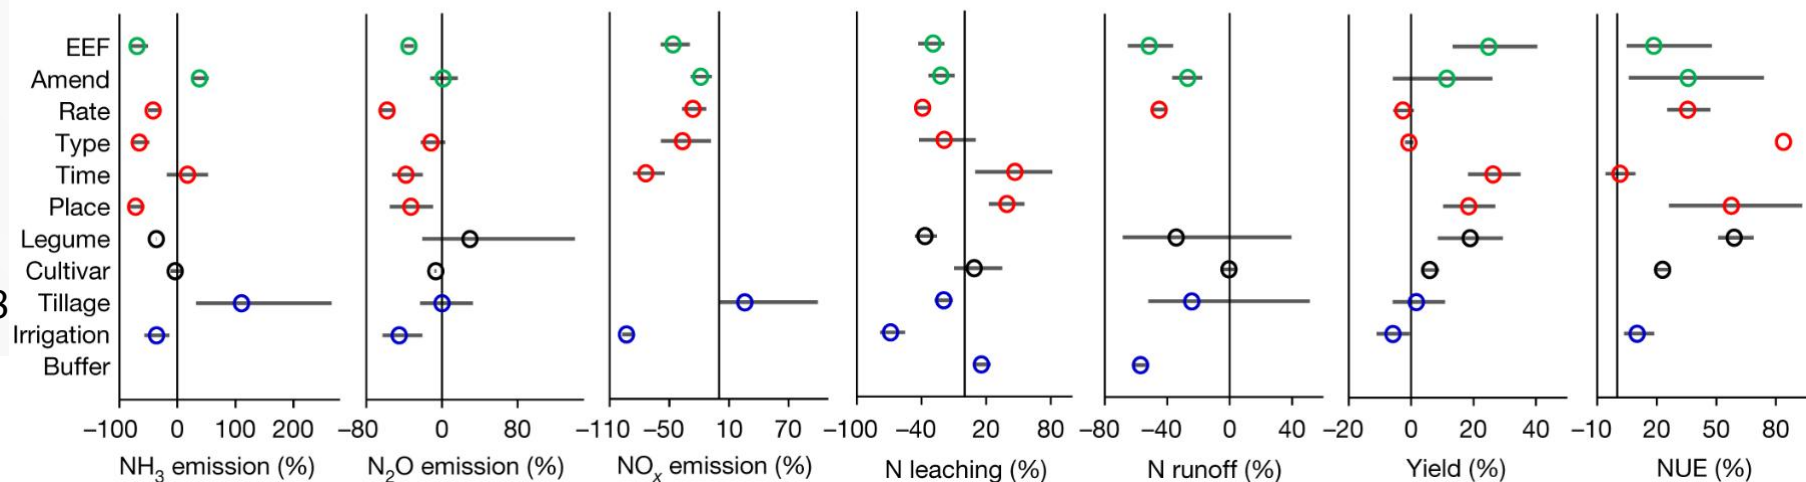 EEF
Amend
Rate
Type
Time
Place
Legume
Cultivar
Tillage
3
Irrigation
Buffer
−100 0 100 200 −80 0 80 −110 −50 10 70 −100 −40 20 80 −80 −40 0 40 −20 0 20 40 −10 20 50 80
NH3 emission (%) N2O emission (%) NOx emission (%) N leaching (%) N runoff (%) Yield (%) NUE (%)